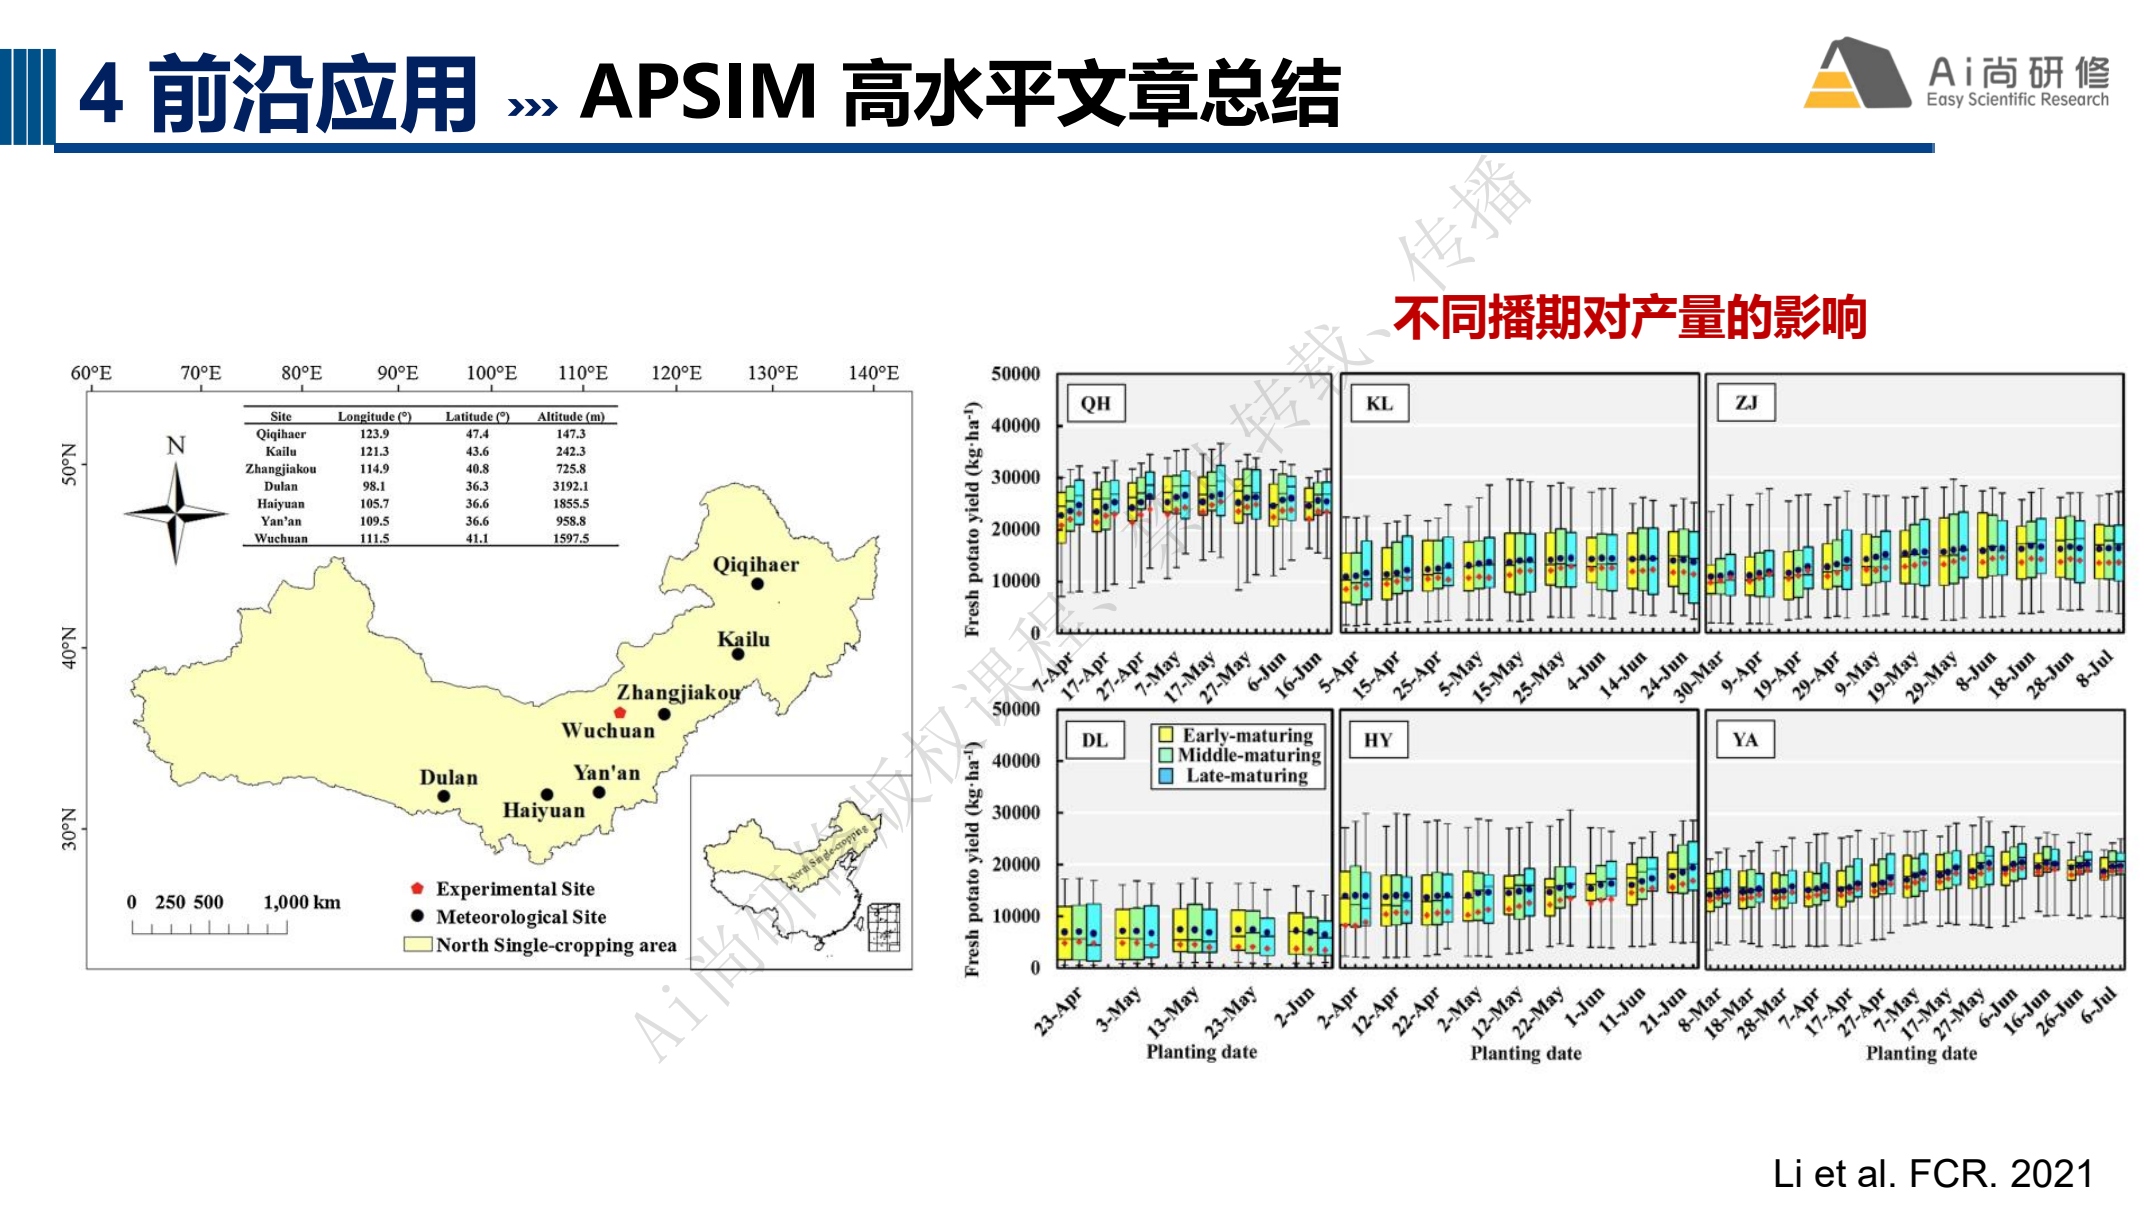 4 前沿应用 ››› APSIM 高水平文章总结
Ai尚研修
Easy Scientific Research
不同播期对产量的影响
60°E 70°E 80°E 90°E 100°E 110°E 120°E 130°E 140°E
50°N
40°N
30°N
N
Site Longitude (°) Latitude (°) Altitude (m)
Qiqihaer 123.9 47.4 147.3
Kailu 121.3 43.6 242.3
Zhangjiakou 114.9 40.8 725.8
Dulan 98.1 36.3 3192.1
Haiyuan 105.7 36.6 1855.5
Yan'an 109.5 36.6 958.8
Wuchuan 111.5 41.1 1597.5
Qiqihaer
Kailu
Zhangjiakou
Wuchuan
Dulan
Yan'an
Haiyuan
North Single-cropping
0 250 500 1,000 km
Experimental Site
Meteorological Site
North Single-cropping area
Fresh potato yield (kg·ha-1)
50000
40000
30000
20000
10000
0
QH
KL
ZJ
7-Apr 17-Apr 27-Apr 7-May 17-May 27-May 6-Jun 16-Jun
5-Apr 15-Apr 25-Apr 5-May 15-May 25-May 4-Jun 14-Jun 24-Jun
30-Mar 9-Apr 19-Apr 29-Apr 9-May 19-May 29-May 8-Jun 18-Jun 28-Jun 8-Jul
Fresh potato yield (kg·ha-1)
50000
40000
30000
20000
10000
0
DL
Early-maturing
Middle-maturing
Late-maturing
HY
YA
23-Apr 3-May 13-May 23-May 2-Jun
2-Apr 12-Apr 22-Apr 2-May 12-May 22-May 1-Jun 11-Jun 21-Jun
8-Mar 18-Mar 28-Mar 7-Apr 17-Apr 27-Apr 7-May 17-May 27-May 6-Jun 16-Jun 26-Jun 6-Jul
Planting date
Planting date
Planting date
Ai尚研修版权课程、禁止转载、传播
Li et al. FCR. 2021